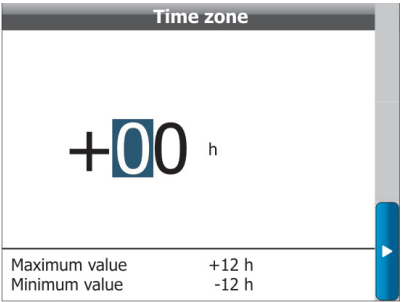 Time zone
+00 h
Maximum value +12 h
Minimum value -12 h